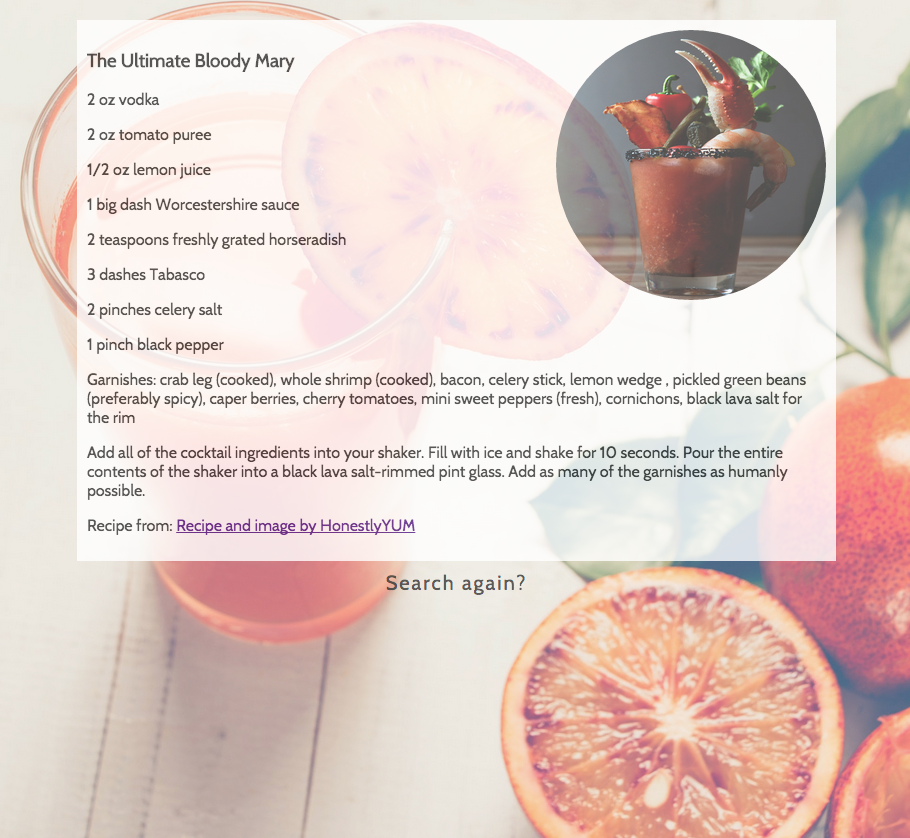 The Ultimate Bloody Mary
2 oz vodka
2 oz tomato puree
1/2 oz lemon juice
1 big dash Worcestershire sauce
2 teaspoons freshly grated horseradish
3 dashes Tabasco
2 pinches celery salt
1 pinch black pepper
Garnishes: crab leg (cooked), whole shrimp (cooked), bacon, celery stick, lemon wedge , pickled green beans
(preferably spicy), caper berries, cherry tomatoes, mini sweet peppers (fresh), cornichons, black lava salt for
the rim
Add all of the cocktail ingredients into your shaker. Fill with ice and shake for 10 seconds. Pour the entire
contents of the shaker into a black lava salt-rimmed pint glass. Add as many of the garnishes as humanly
possible.
Recipe from: Recipe and image by HonestlyYUM
Search again?